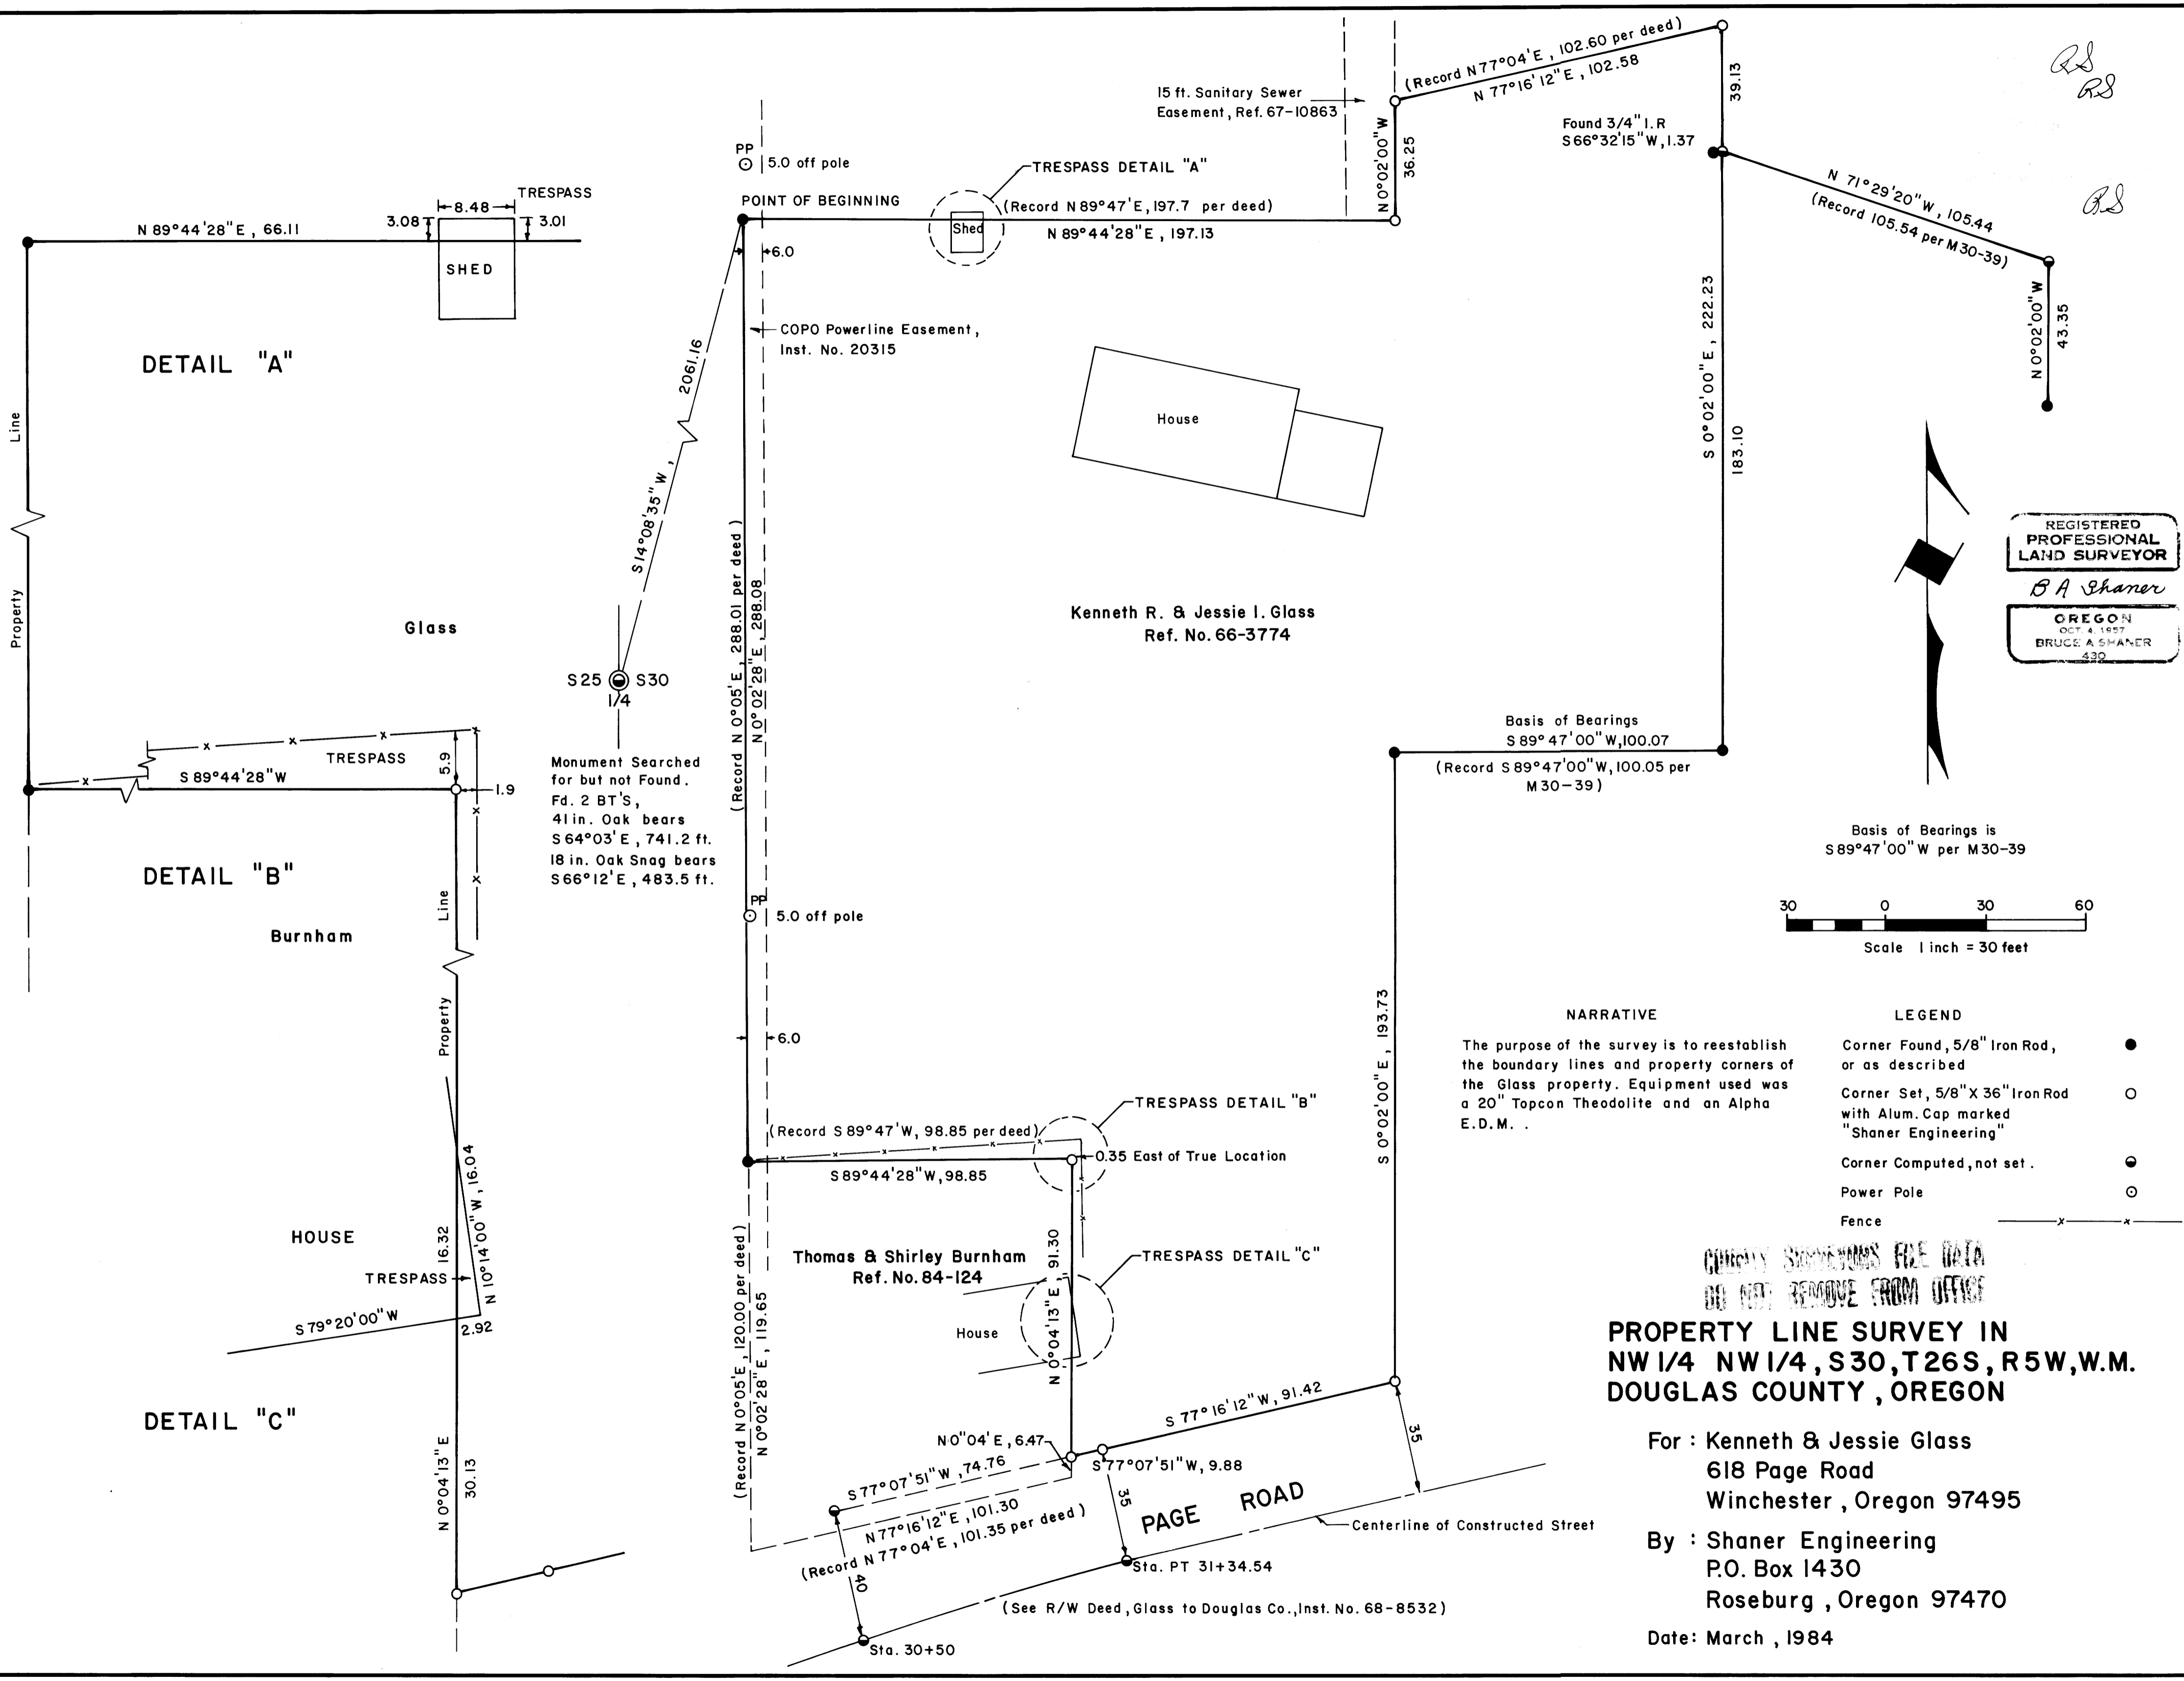 RS
RS
RS
(Record N 77°04'E, 102.60 per deed)
N 77°16'12"E, 102.58
39.13
15 ft. Sanitary Sewer
Easement, Ref. 67-10863
Found 3/4" I.R
S 66°32'15"W, 1.37
N 0°02'00"W
36.25
N 71°29'20"W, 105.44
(Record 105.54 per M30-39)
N 0°02'00"W
43.35
PP
5.0 off pole
TRESPASS DETAIL "A"
POINT OF BEGINNING
(Record N 89°47'E, 197.7 per deed)
Shed
N 89°44'28"E, 197.13
6.0
TRESPASS
8.48
3.08
3.01
N 89°44'28"E, 66.11
SHED
DETAIL "A"
Line
Property
Glass
COPO Powerline Easement,
Inst. No. 20315
S 14°08'35"W, 2061.16
House
S 0°02'00"E, 222.23
183.10
(Record N 0°05'E, 288.01 per deed)
N 0°02'28"E, 288.08
Kenneth R. & Jessie I. Glass
Ref. No. 66-3774
S25 S30
1/4
Monument Searched
for but not Found.
Fd. 2 BT'S,
41 in. Oak bears
S 64°03'E, 741.2 ft.
18 in. Oak Snag bears
S66°12'E, 483.5 ft.
Basis of Bearings
S 89°47'00"W, 100.07
(Record S 89°47'00"W, 100.05 per
M30-39)
REGISTERED
PROFESSIONAL
LAND SURVEYOR
B A Shaner
OREGON
OCT. 4, 1957
BRUCE A SHANER
430
Basis of Bearings is
S 89°47'00"W per M30-39
30 0 30 60
Scale 1 inch = 30 feet
TRESPASS
5.9
S 89°44'28"W
1.9
DETAIL "B"
Burnham
Line
Property
PP
5.0 off pole
6.0
S 0°02'00"E, 193.73
NARRATIVE
The purpose of the survey is to reestablish
the boundary lines and property corners of
the Glass property. Equipment used was
a 20" Topcon Theodolite and an Alpha
E.D.M. .
LEGEND
Corner Found, 5/8" Iron Rod,
or as described
Corner Set, 5/8" X 36" Iron Rod
with Alum. Cap marked
"Shaner Engineering"
Corner Computed, not set.
Power Pole
Fence
TRESPASS DETAIL "B"
(Record S 89°47'W, 98.85 per deed)
0.35 East of True Location
S 89°44'28"W, 98.85
HOUSE
16.32
N 10°14'00"W, 16.04
TRESPASS
S 79°20'00"W
2.92
DETAIL "C"
N 0°04'13"E
30.13
Thomas & Shirley Burnham
Ref. No. 84-124
TRESPASS DETAIL "C"
House
N 0°04'13"E, 91.30
(Record N 0°05'E, 120.00 per deed)
N 0°02'28"E, 119.65
S 77°16'12"W, 91.42
35
N 0"04'E, 6.47
S 77°07'51"W, 9.88
S 77°07'51"W, 74.76
N 77°16'12"E, 101.30
(Record N 77°04'E, 101.35 per deed)
35
PAGE ROAD
Centerline of Constructed Street
40
Sta. PT 31+34.54
(See R/W Deed, Glass to Douglas Co., Inst. No. 68-8532)
Sta. 30+50
COUNTY SURVEYORS FILE DATA
DO NOT REMOVE FROM OFFICE
PROPERTY LINE SURVEY IN
NW 1/4 NW 1/4, S30, T26S, R5W, W.M.
DOUGLAS COUNTY, OREGON
For : Kenneth & Jessie Glass
618 Page Road
Winchester, Oregon 97495
By : Shaner Engineering
P.O. Box 1430
Roseburg, Oregon 97470
Date: March, 1984